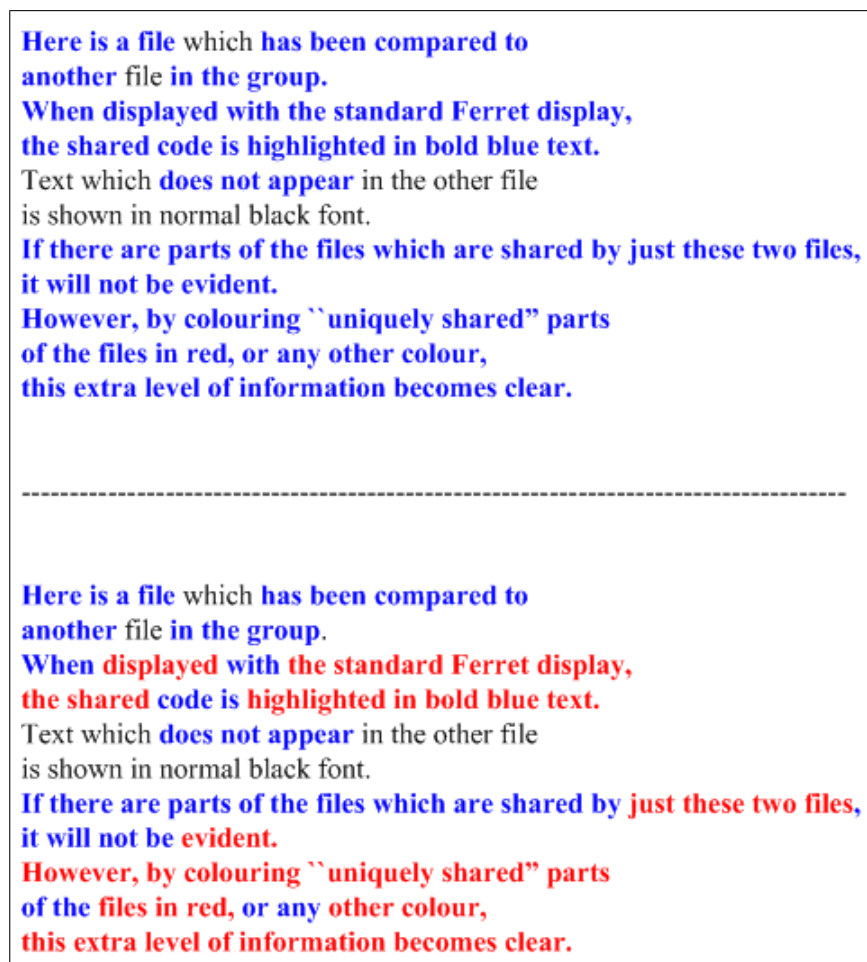 Here is a file which has been compared to
another file in the group.
When displayed with the standard Ferret display,
the shared code is highlighted in bold blue text.
Text which does not appear in the other file
is shown in normal black font.
If there are parts of the files which are shared by just these two files,
it will not be evident.
However, by colouring ``uniquely shared” parts
of the files in red, or any other colour,
this extra level of information becomes clear.
--------------------------------------------------------------------------------------
Here is a file which has been compared to
another file in the group.
When displayed with the standard Ferret display,
the shared code is highlighted in bold blue text.
Text which does not appear in the other file
is shown in normal black font.
If there are parts of the files which are shared by just these two files,
it will not be evident.
However, by colouring ``uniquely shared” parts
of the files in red, or any other colour,
this extra level of information becomes clear.